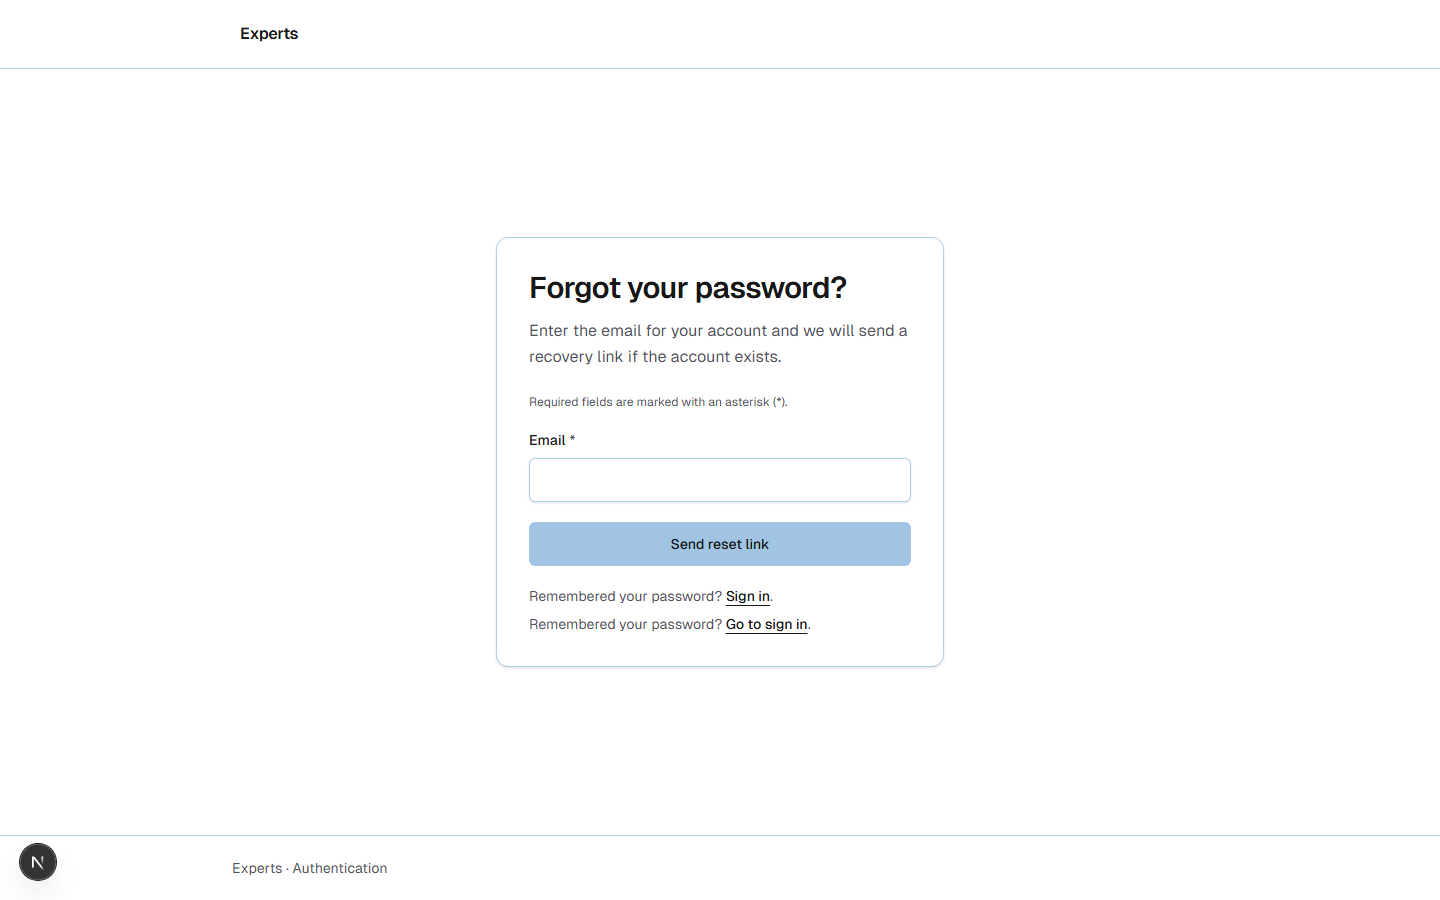 Experts
Forgot your password?
Enter the email for your account and we will send a
recovery link if the account exists.
Required fields are marked with an asterisk (*).
Email *
Send reset link
Remembered your password? Sign in.
Remembered your password? Go to sign in.
N
Experts · Authentication